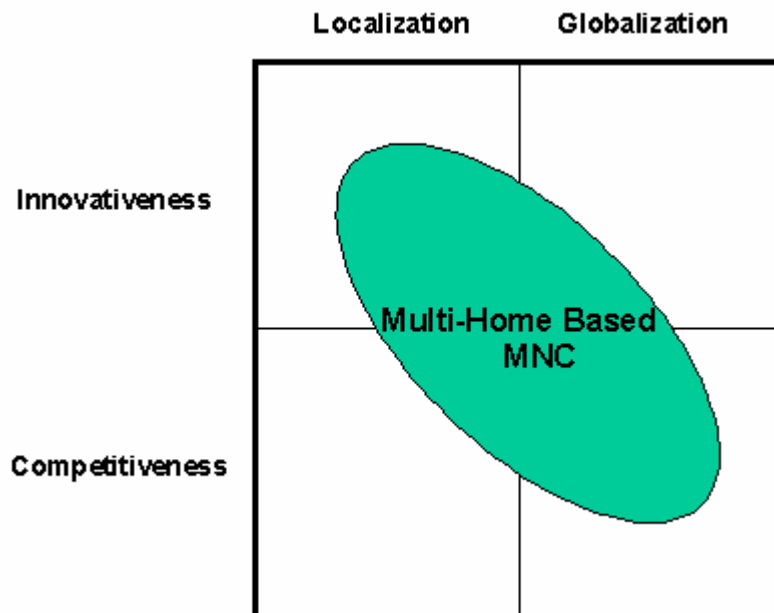 Localization Globalization
Innovativeness
Multi-Home Based
MNC
Competitiveness